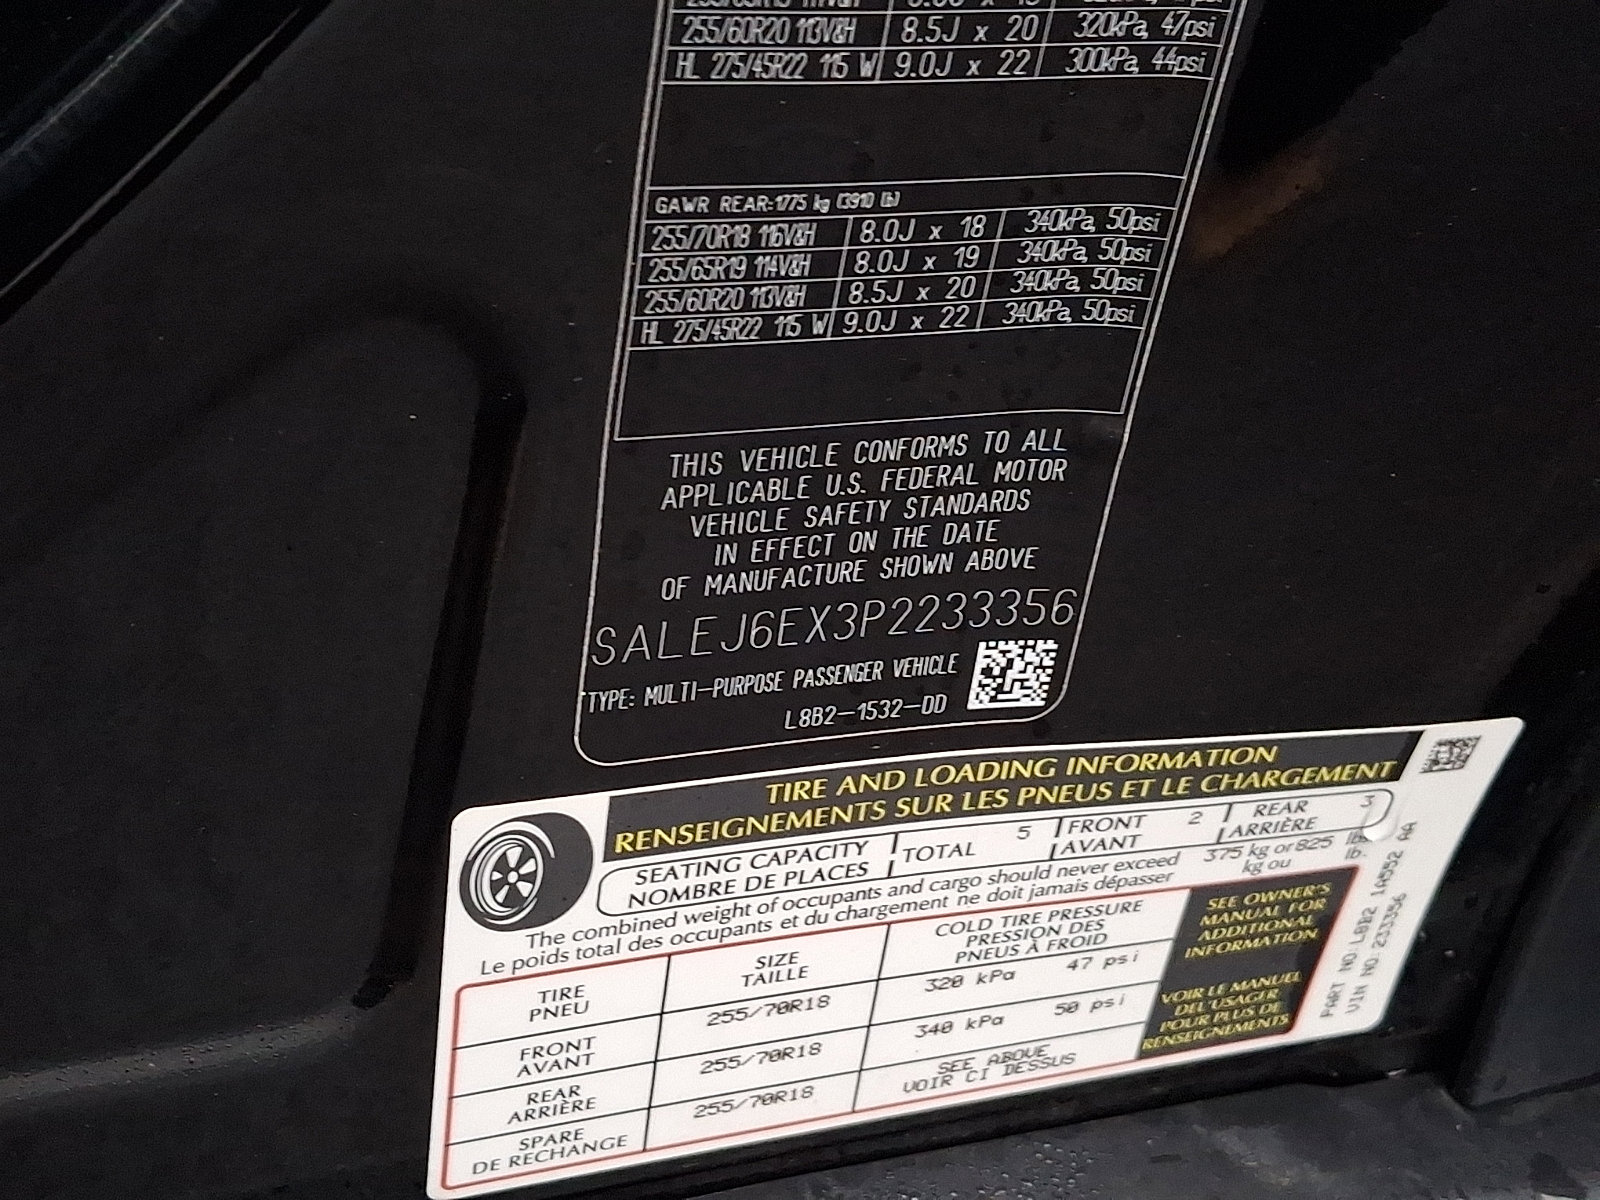 255/60R20 113V&H 8.5J x 20 320kPa, 47psi
HL 275/45R22 115 W 9.0J x 22 300kPa, 44psi
GAWR REAR:1775 kg (3910 lb)
255/70R18 116V&H 8.0J x 18 340kPa, 50psi
255/65R19 114V&H 8.0J x 19 340kPa, 50psi
255/60R20 113V&H 8.5J x 20 340kPa, 50psi
HL 275/45R22 115 W 9.0J x 22 340kPa, 50psi
THIS VEHICLE CONFORMS TO ALL
APPLICABLE U.S. FEDERAL MOTOR
VEHICLE SAFETY STANDARDS
IN EFFECT ON THE DATE
OF MANUFACTURE SHOWN ABOVE
SALEJ6EX3P2233356
TYPE: MULTI-PURPOSE PASSENGER VEHICLE
L8B2-1532-DD
TIRE AND LOADING INFORMATION
RENSEIGNEMENTS SUR LES PNEUS ET LE CHARGEMENT
SEATING CAPACITY
NOMBRE DE PLACES
TOTAL 5
FRONT 2
AVANT
REAR 3
ARRIÈRE
The combined weight of occupants and cargo should never exceed 375 kg or 825 lb.
Le poids total des occupants et du chargement ne doit jamais dépasser kg ou lb.
TIRE
PNEU
SIZE
TAILLE
COLD TIRE PRESSURE
PRESSION DES
PNEUS À FROID
FRONT
AVANT
255/70R18
320 kPa 47 psi
REAR
ARRIÈRE
255/70R18
340 kPa 50 psi
SPARE
DE RECHANGE
255/70R18
SEE ABOVE
VOIR CI DESSUS
SEE OWNER'S
MANUAL FOR
ADDITIONAL
INFORMATION
VOIR LE MANUEL
DE L'USAGER
POUR PLUS DE
RENSEIGNEMENTS
PART NO:L8B2 1A552 AA
VIN NO:233356